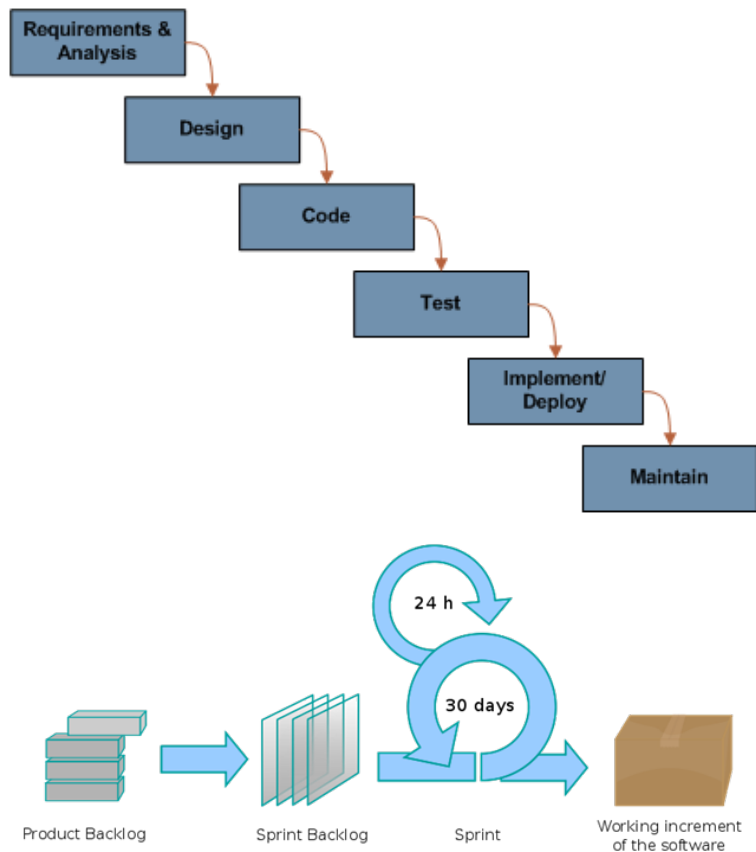 Requirements &
Analysis
Design
Code
Test
Implement/
Deploy
Maintain
24 h
30 days
Product Backlog
Sprint Backlog
Sprint
Working increment
of the software